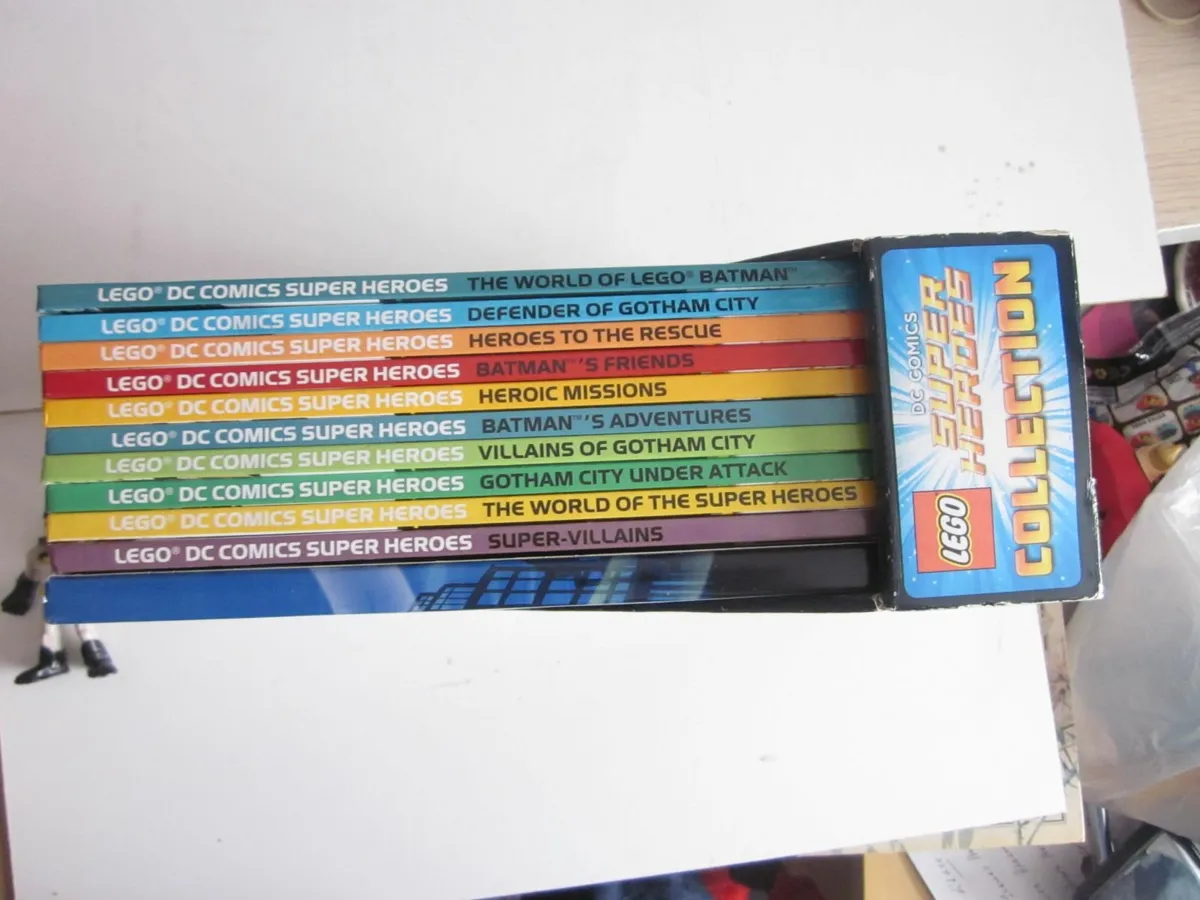 LEGO® DC COMICS SUPER HEROES THE WORLD OF LEGO® BATMAN™
LEGO® DC COMICS SUPER HEROES DEFENDER OF GOTHAM CITY
LEGO® DC COMICS SUPER HEROES HEROES TO THE RESCUE
LEGO® DC COMICS SUPER HEROES BATMAN™'S FRIENDS
LEGO® DC COMICS SUPER HEROES HEROIC MISSIONS
LEGO® DC COMICS SUPER HEROES BATMAN™'S ADVENTURES
LEGO® DC COMICS SUPER HEROES VILLAINS OF GOTHAM CITY
LEGO® DC COMICS SUPER HEROES GOTHAM CITY UNDER ATTACK
LEGO® DC COMICS SUPER HEROES THE WORLD OF THE SUPER HEROES
LEGO® DC COMICS SUPER HEROES SUPER-VILLAINS
LEGO
DC COMICS
SUPER
HEROES
COLLECTION